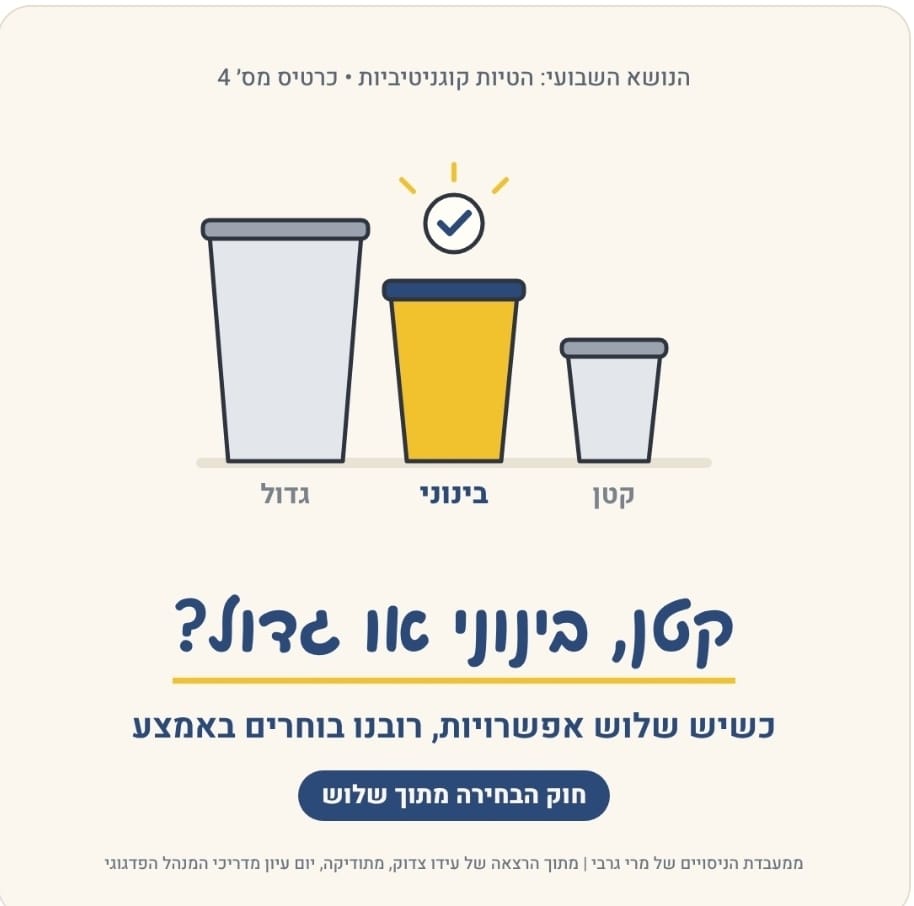 הנושא השבועי: הטיות קוגניטיביות • כרטיס מס' 4
קטן
בינוני
גדול
קטן, בינוני או גדול?
כשיש שלוש אפשרויות, רובנו בוחרים באמצע
חוק הבחירה מתוך שלוש
ממעבדת הניסויים של מרי גרבי | מתוך הרצאה של עידו צדוק, מתודיקה, יום עיון מדריכי המנהל הפדגוגי